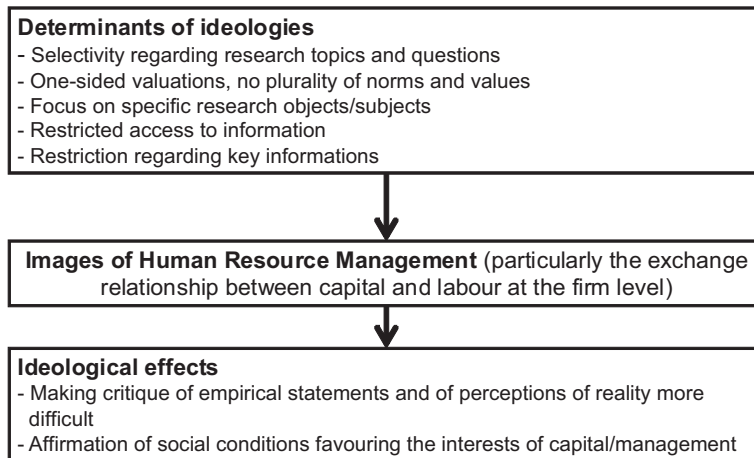 Determinants of ideologies
- Selectivity regarding research topics and questions
- One-sided valuations, no plurality of norms and values
- Focus on specific research objects/subjects
- Restricted access to information
- Restriction regarding key informations
Images of Human Resource Management (particularly the exchange
relationship between capital and labour at the firm level)
Ideological effects
- Making critique of empirical statements and of perceptions of reality more
difficult
- Affirmation of social conditions favouring the interests of capital/management